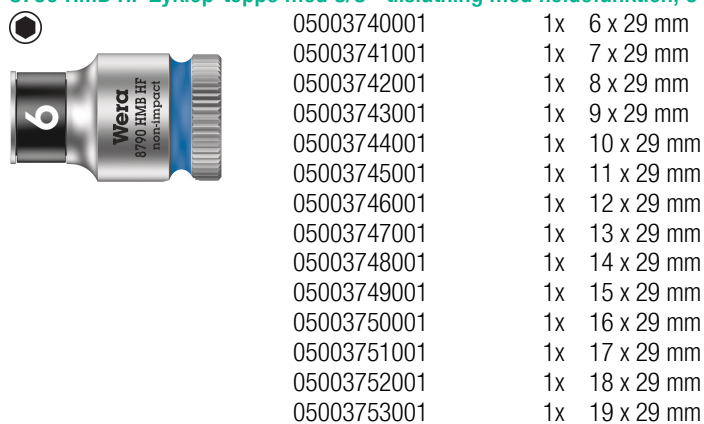 05003740001 1x 6 x 29 mm
05003741001 1x 7 x 29 mm
05003742001 1x 8 x 29 mm
05003743001 1x 9 x 29 mm
05003744001 1x 10 x 29 mm
05003745001 1x 11 x 29 mm
05003746001 1x 12 x 29 mm
05003747001 1x 13 x 29 mm
05003748001 1x 14 x 29 mm
05003749001 1x 15 x 29 mm
05003750001 1x 16 x 29 mm
05003751001 1x 17 x 29 mm
05003752001 1x 18 x 29 mm
05003753001 1x 19 x 29 mm
6
Wera
8790 HMB HF
non-impact